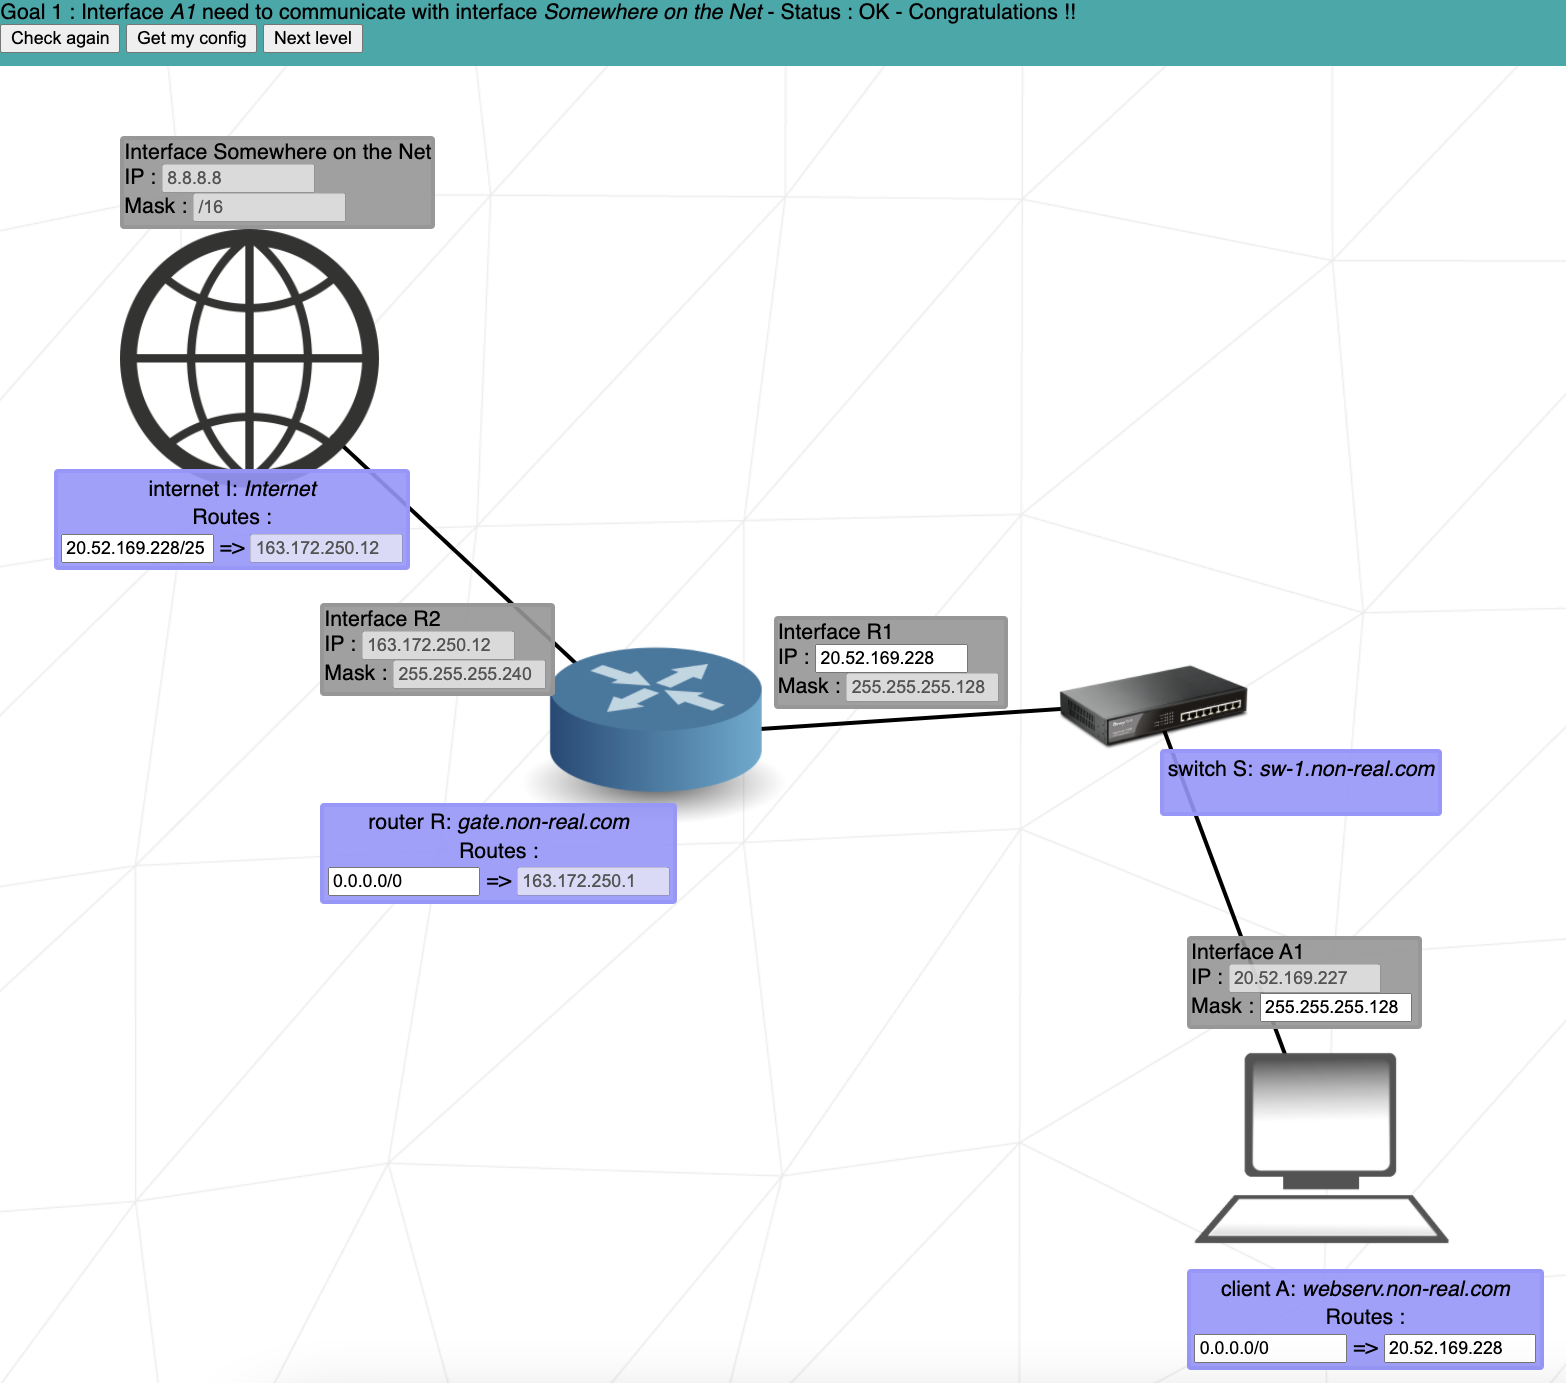 Goal 1 : Interface A1 need to communicate with interface Somewhere on the Net - Status : OK - Congratulations !!
Check again Get my config Next level
Interface Somewhere on the Net
IP : 8.8.8.8
Mask : /16
internet I: Internet
Routes :
20.52.169.228/25 => 163.172.250.12
Interface R2
IP : 163.172.250.12
Mask : 255.255.255.240
Interface R1
IP : 20.52.169.228
Mask : 255.255.255.128
switch S: sw-1.non-real.com
router R: gate.non-real.com
Routes :
0.0.0.0/0 => 163.172.250.1
Interface A1
IP : 20.52.169.227
Mask : 255.255.255.128
client A: webserv.non-real.com
Routes :
0.0.0.0/0 => 20.52.169.228